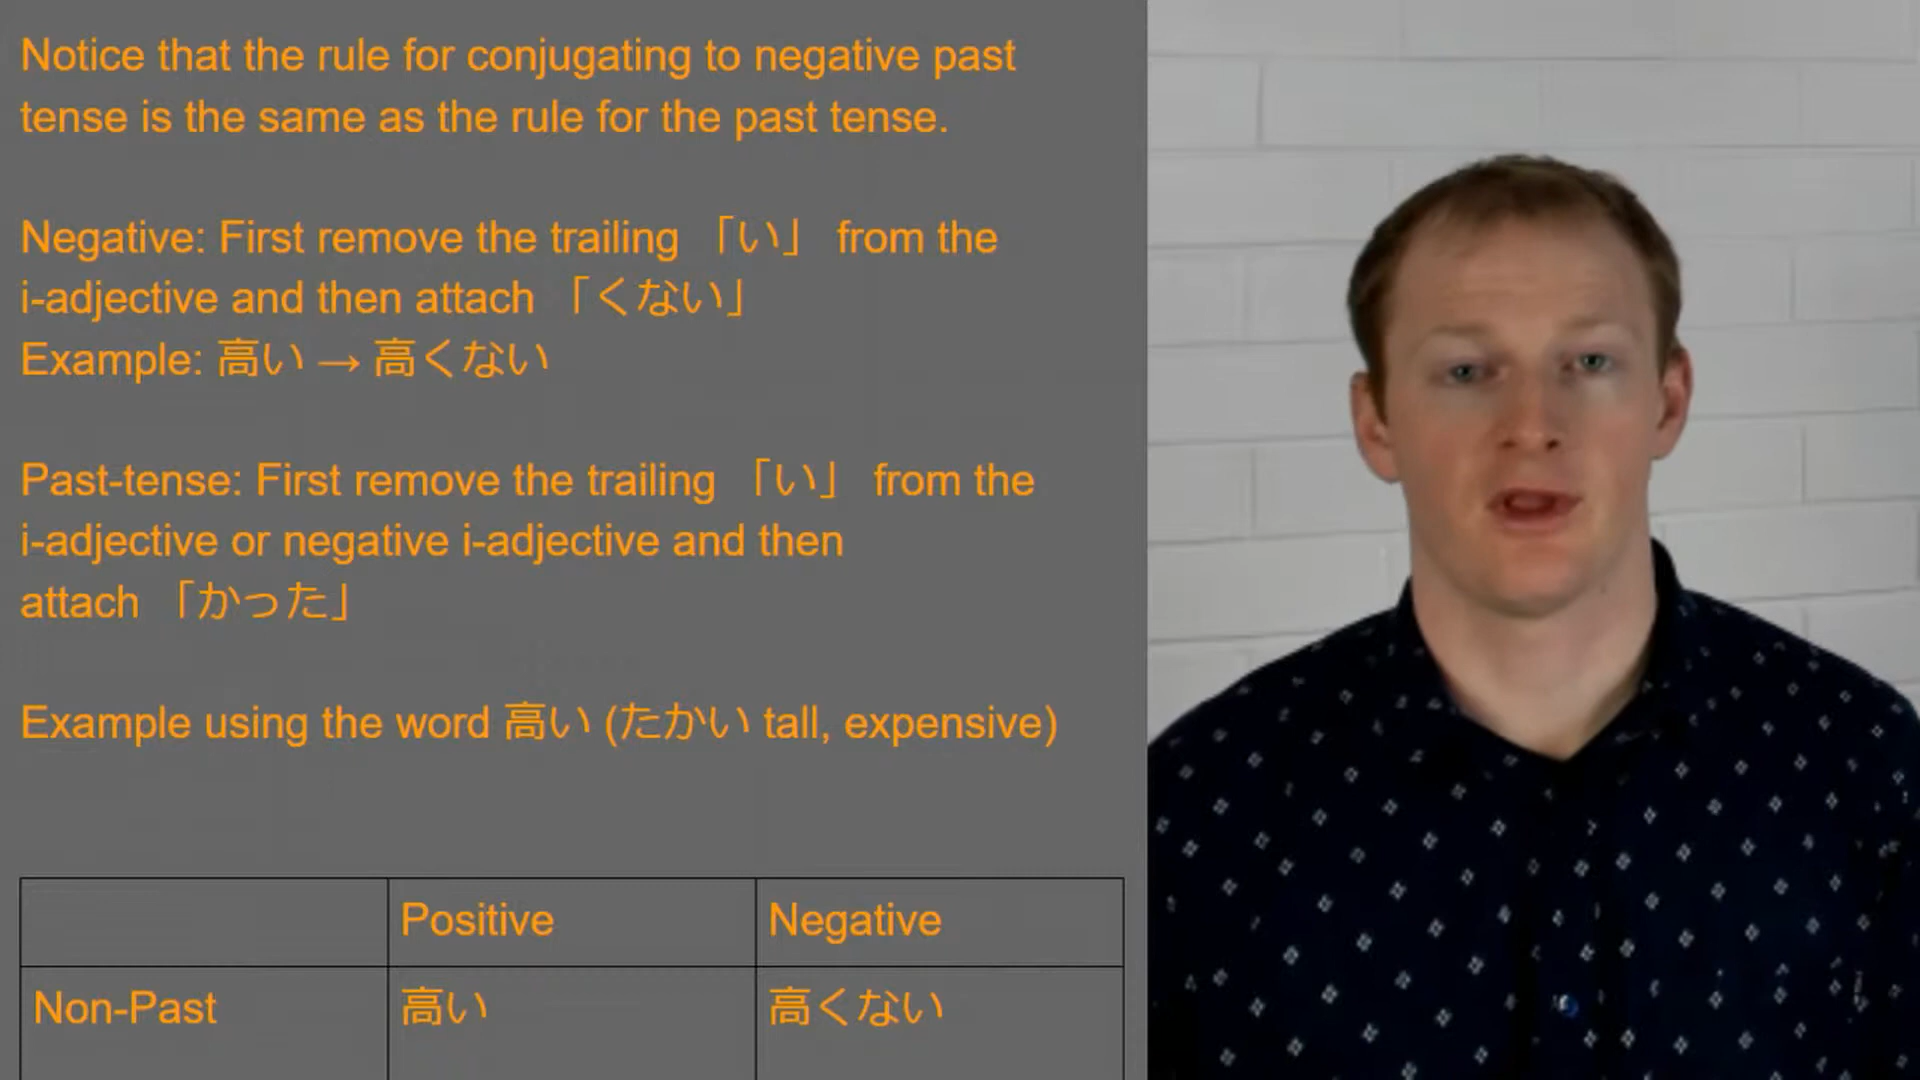 Notice that the rule for conjugating to negative past
tense is the same as the rule for the past tense.
Negative: First remove the trailing 「い」 from the
i-adjective and then attach 「くない」
Example: 高い → 高くない
Past-tense: First remove the trailing 「い」 from the
i-adjective or negative i-adjective and then
attach 「かった」
Example using the word 高い (たかい tall, expensive)
Positive Negative
Non-Past 高い 高くない